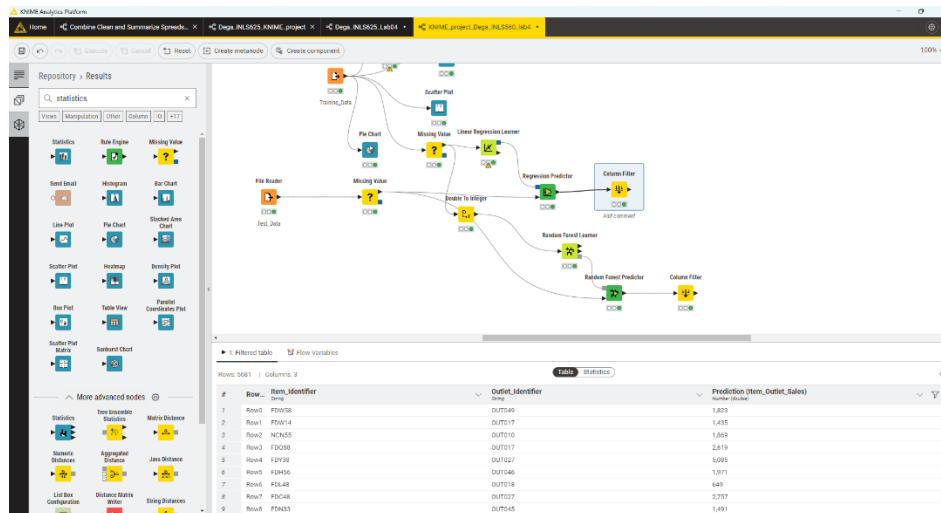 KNIME Analytics Platform
Home
Combine Clean and Summarize Spreads...
Dega_INLS625_KNIME_project
Dega_INLS625_Lab04
KNIME_project_Dega_INLS560_lab4
Execute
Cancel
Reset
Create metanode
Create component
100%
Repository > Results
statistics
Views
Manipulation
Other
Column
IO
+17
Statistics
Rule Engine
Missing Value
Send Email
Histogram
Bar Chart
Line Plot
Pie Chart
Stacked Area
Chart
Scatter Plot
Heatmap
Density Plot
Box Plot
Table View
Parallel
Coordinates Plot
Scatter Plot
Matrix
Sunburst Chart
More advanced nodes
Statistics
Tree Ensemble
Statistics
Matrix Distance
Numeric
Distances
Aggregated
Distance
Java Distance
List Box
Configuration
Distance Matrix
Writer
String Distances
Training_Data
Scatter Plot
Pie Chart
Missing Value
Linear Regression Learner
Regression Predictor
Column Filter
Add comment
File Reader
Test_Data
Missing Value
Double To Integer
Random Forest Learner
Random Forest Predictor
Column Filter
1: Filtered table
Flow Variables
Rows: 5681 | Columns: 3
Table
Statistics
# Row... Item_Identifier Outlet_Identifier Prediction (Item_Outlet_Sales)
String String Number (double)
1 Row0 FDW58 OUT049 1,823
2 Row1 FDW14 OUT017 1,435
3 Row2 NCN55 OUT010 1,869
4 Row3 FDQ58 OUT017 2,619
5 Row4 FDY38 OUT027 5,085
6 Row5 FDH56 OUT046 1,971
7 Row6 FDL48 OUT018 649
8 Row7 FDC48 OUT027 2,757
9 Row8 FDN33 OUT045 1,491